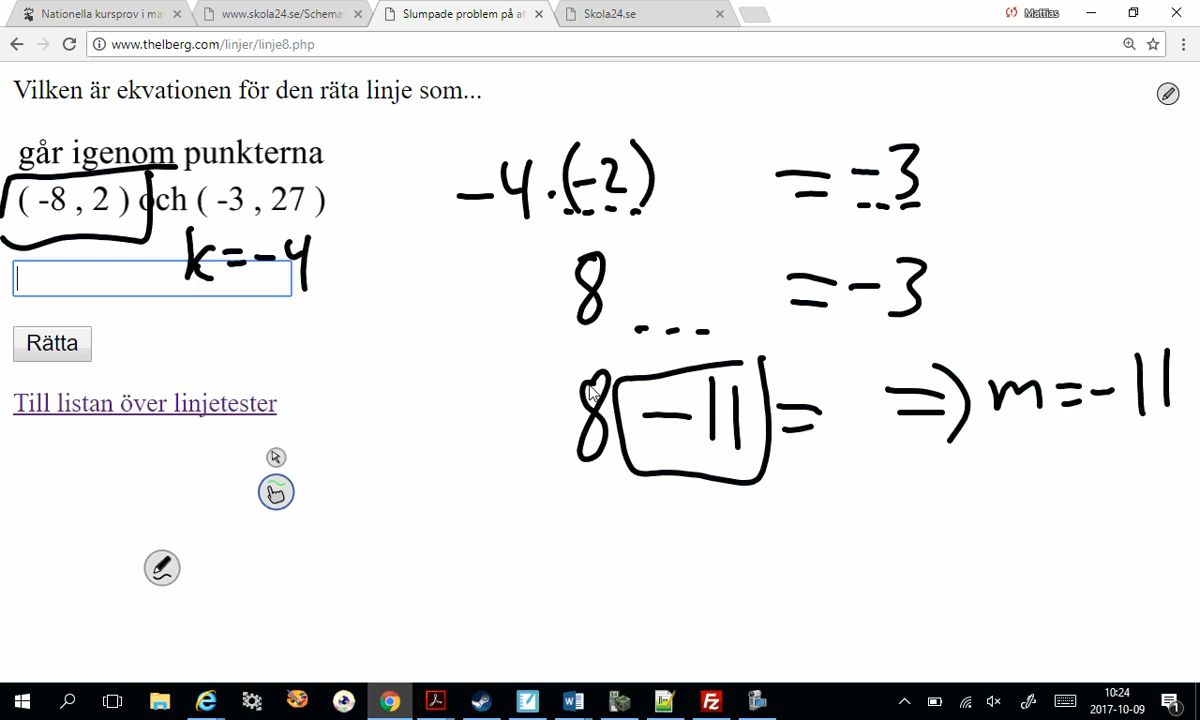 Nationella kursprov i ma
www.skola24.se/Schema
Slumpade problem på at
Skola24.se
Mattias
www.thelberg.com/linjer/linje8.php
Vilken är ekvationen för den räta linje som...
går igenom punkterna
( -8 , 2 ) och ( -3 , 27 )
k = -4
Rätta
Till listan över linjetester
-4 · (-2) = -3
8 ... = -3
8 -11 = => m = -11
10:24
2017-10-09
1